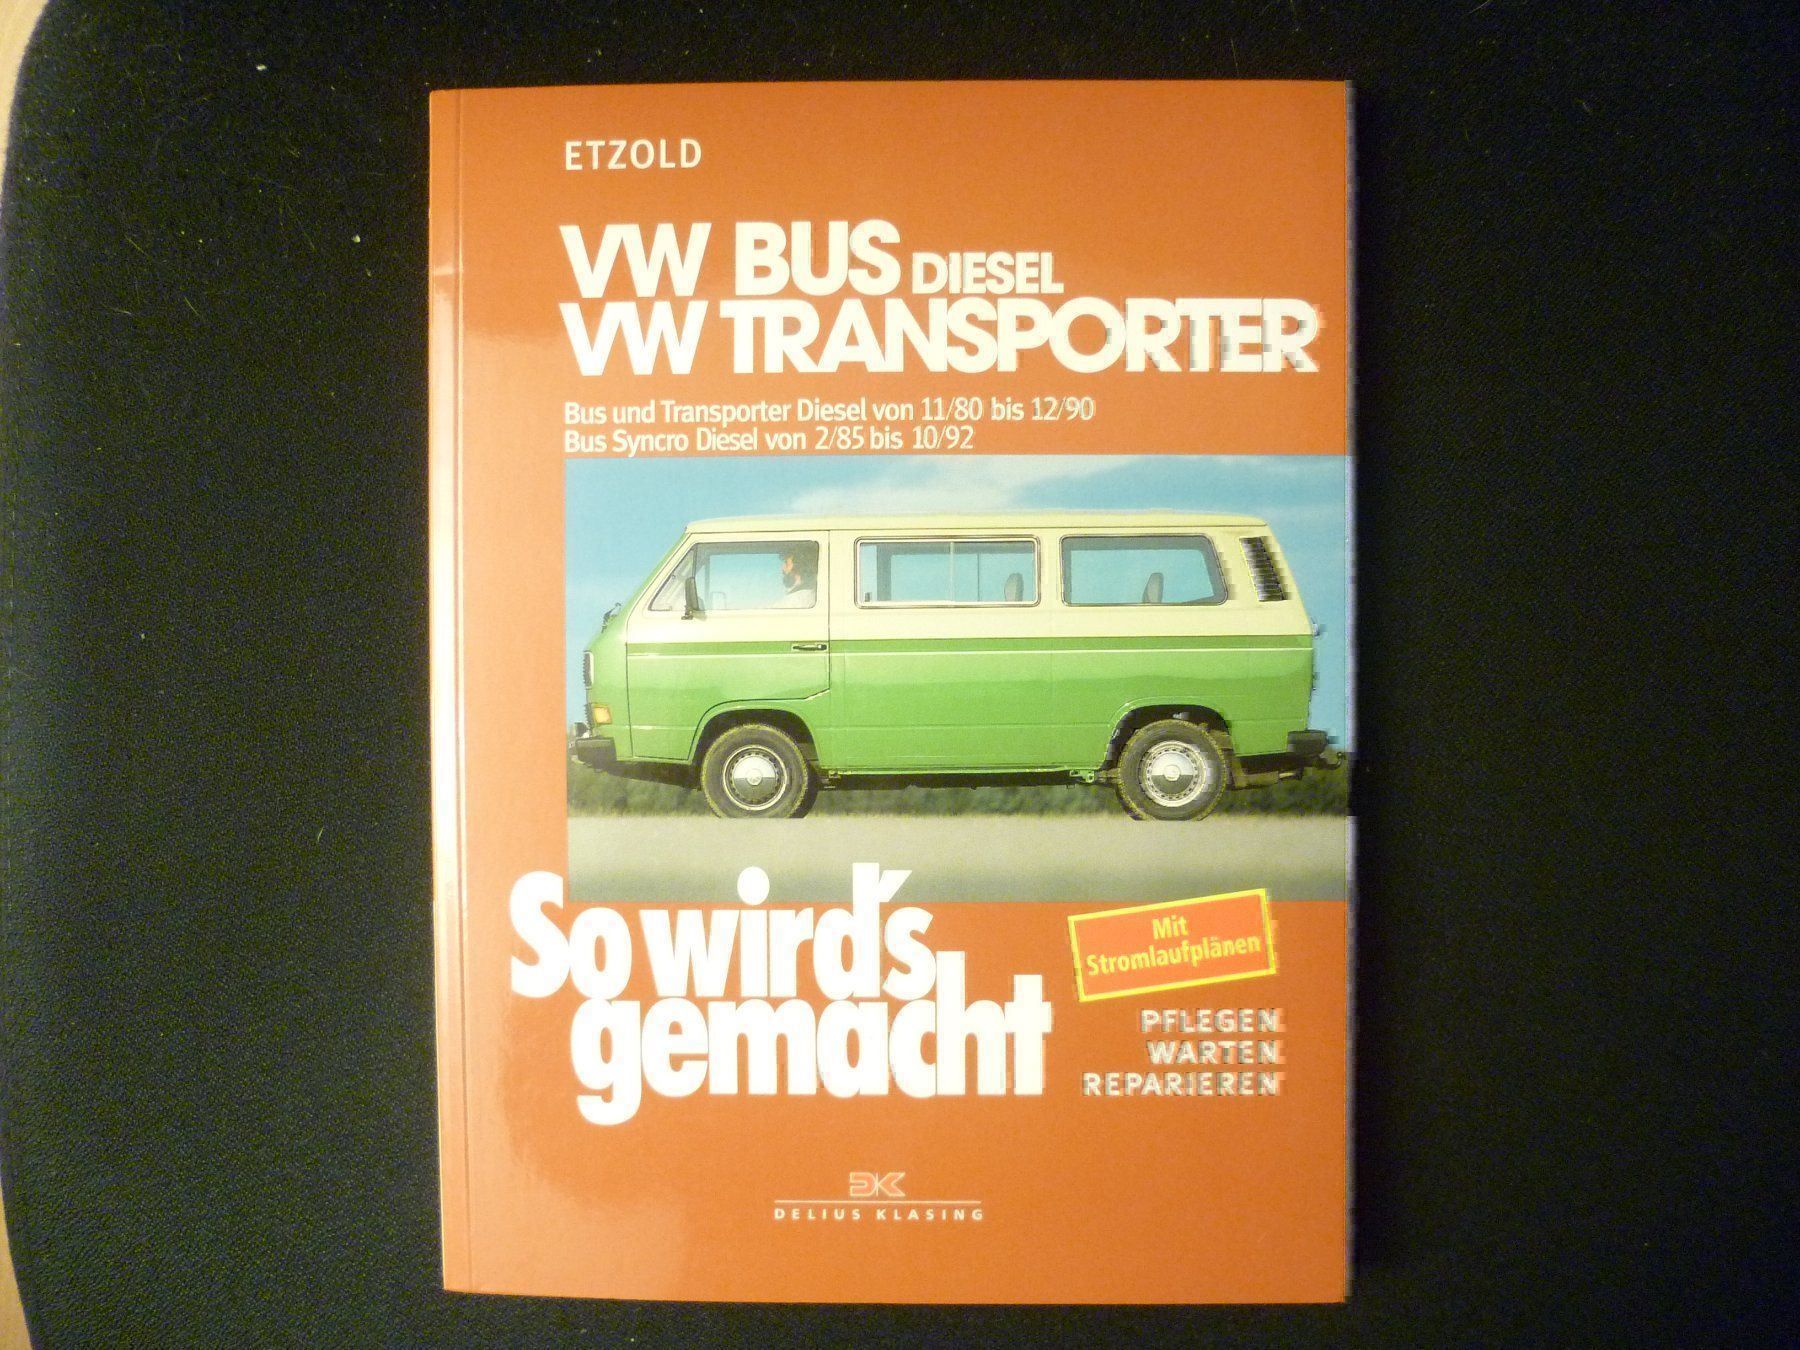 ETZOLD
VW BUS DIESEL
VW TRANSPORTER
Bus und Transporter Diesel von 11/80 bis 12/90
Bus Syncro Diesel von 2/85 bis 10/92
So wird's
gemacht
Mit
Stromlaufplänen
PFLEGEN
WARTEN
REPARIEREN
DK
DELIUS KLASING